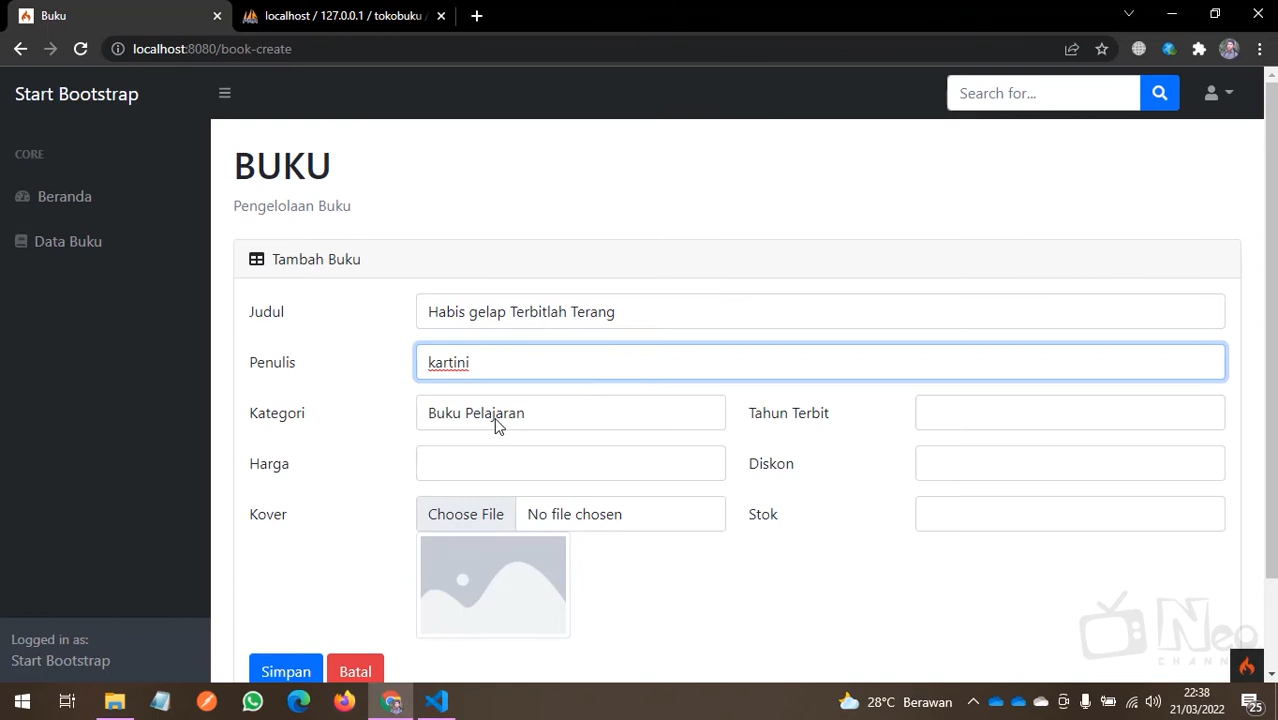 Buku
localhost / 127.0.0.1 / tokobuku /
localhost:8080/book-create
Start Bootstrap
Search for...
CORE
Beranda
Data Buku
BUKU
Pengelolaan Buku
Tambah Buku
Judul
Habis gelap Terbitlah Terang
Penulis
kartini
Kategori
Buku Pelajaran
Tahun Terbit
Harga
Diskon
Kover
Choose File
No file chosen
Stok
Simpan
Batal
Logged in as:
Start Bootstrap
Neo
CHANNE
28°C Berawan
22:38
21/03/2022
25